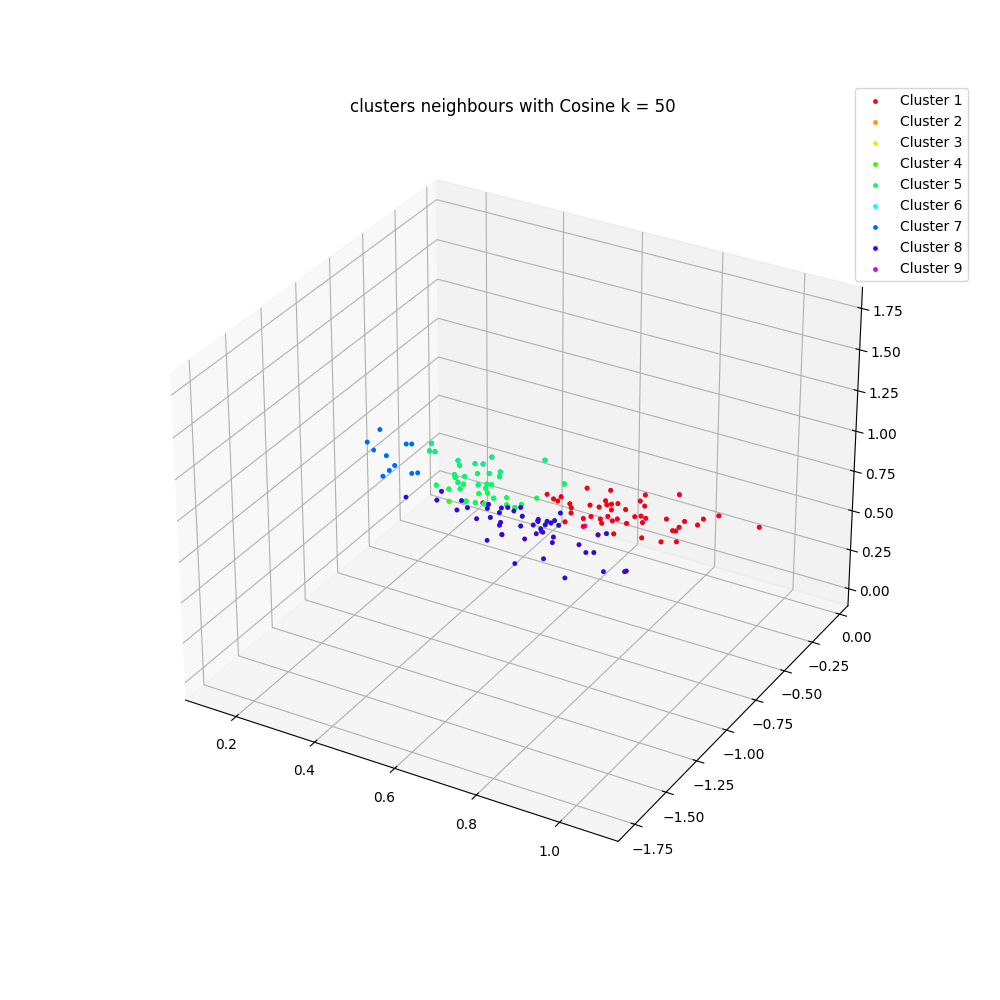 clusters neighbours with Cosine k = 50
Cluster 1
Cluster 2
Cluster 3
Cluster 4
Cluster 5
Cluster 6
Cluster 7
Cluster 8
Cluster 9
1.75
1.50
1.25
1.00
0.75
0.50
0.25
0.00
0.00
−0.25
−0.50
−0.75
−1.00
−1.25
−1.50
−1.75
0.2
0.4
0.6
0.8
1.0